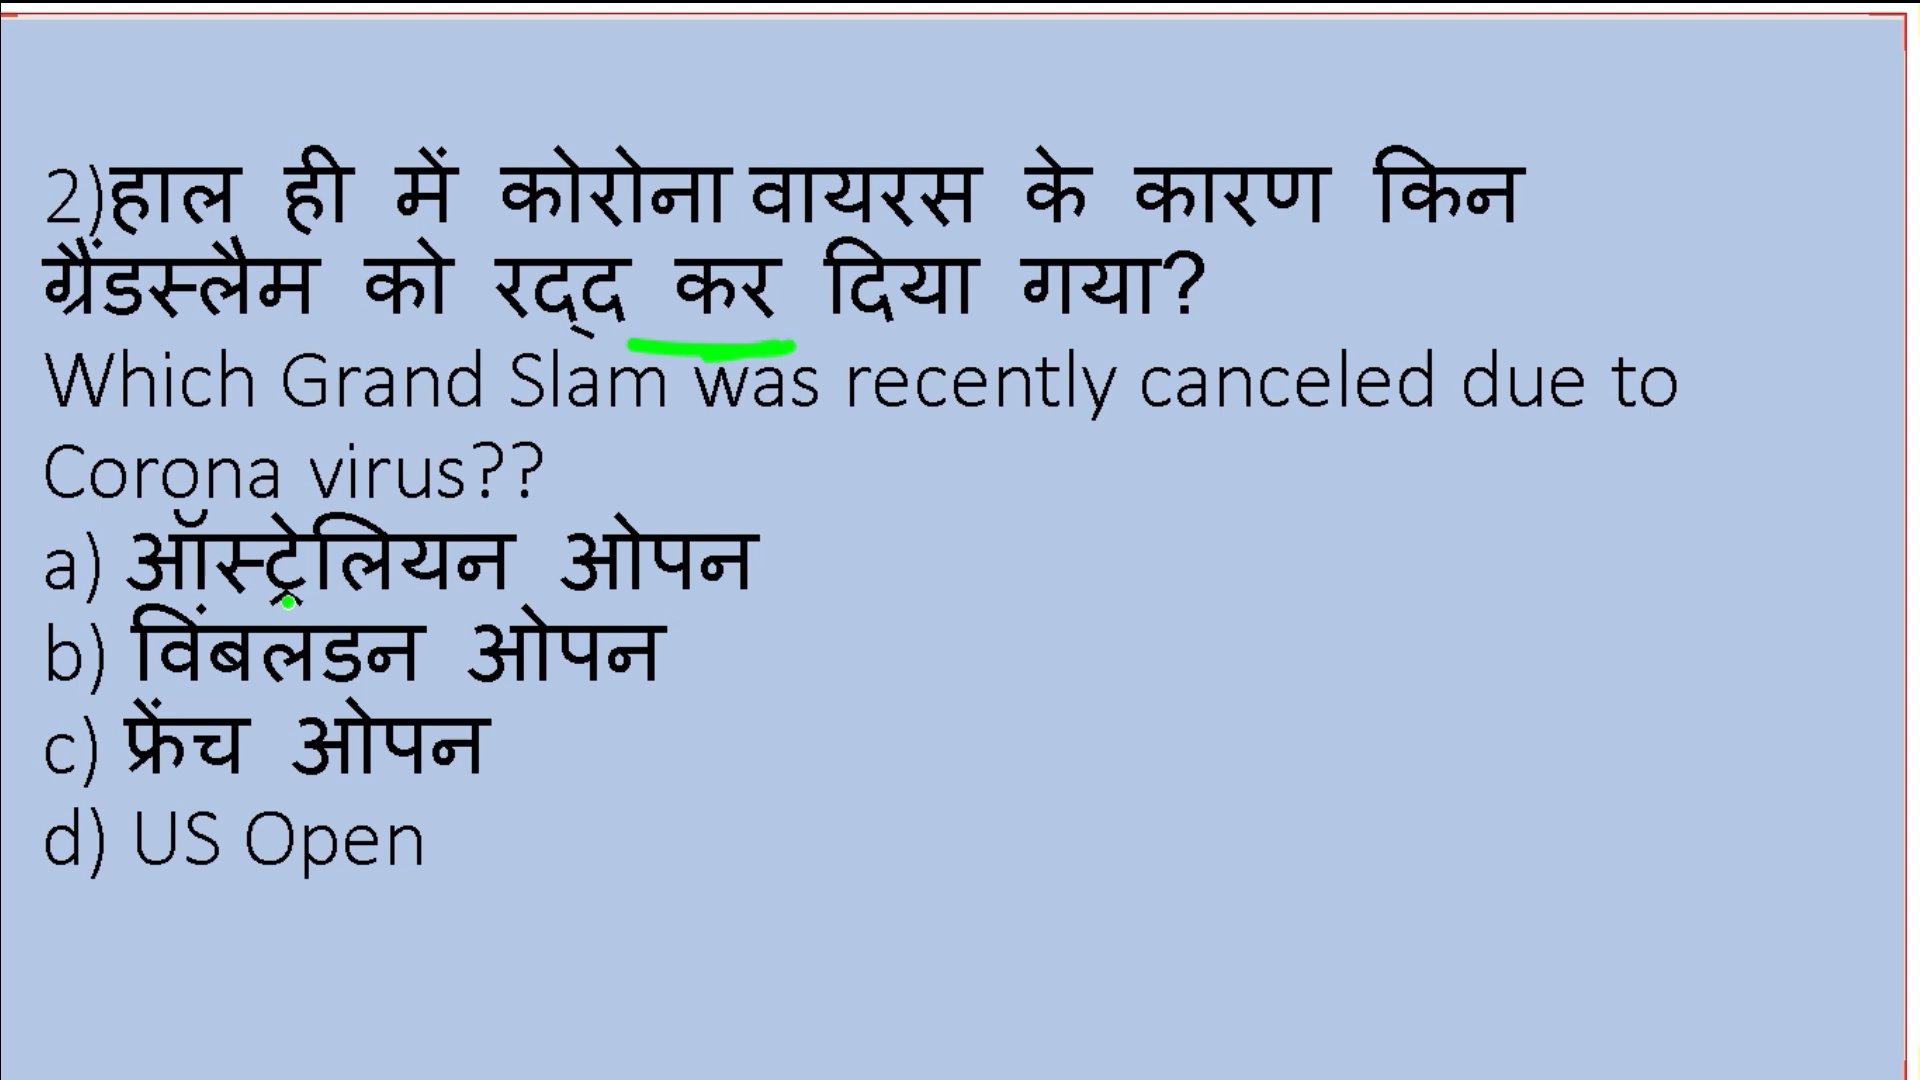 2)हाल ही में कोरोना वायरस के कारण किन
ग्रैंडस्लैम को रद्द कर दिया गया?
Which Grand Slam was recently canceled due to
Corona virus??
a) ऑस्ट्रेलियन ओपन
b) विंबलडन ओपन
c) फ्रेंच ओपन
d) US Open